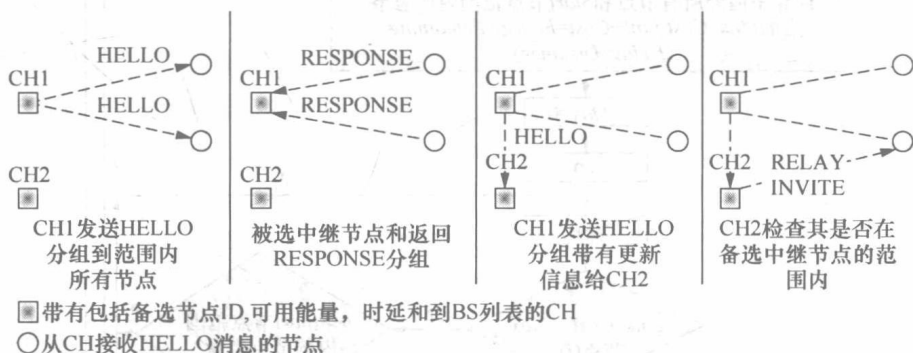 HELLO
CH1
HELLO
CH2
CH1发送HELLO
分组到范围内
所有节点
RESPONSE
CH1
RESPONSE
CH2
被选中继节点和返回
RESPONSE分组
CH1
HELLO
CH2
CH1发送HELLO
分组带有更新
信息给CH2
CH1
CH2
RELAY
INVITE
CH2检查其是否在
备选中继节点的范
围内
带有包括备选节点ID,可用能量，时延和到BS列表的CH
从CH接收HELLO消息的节点